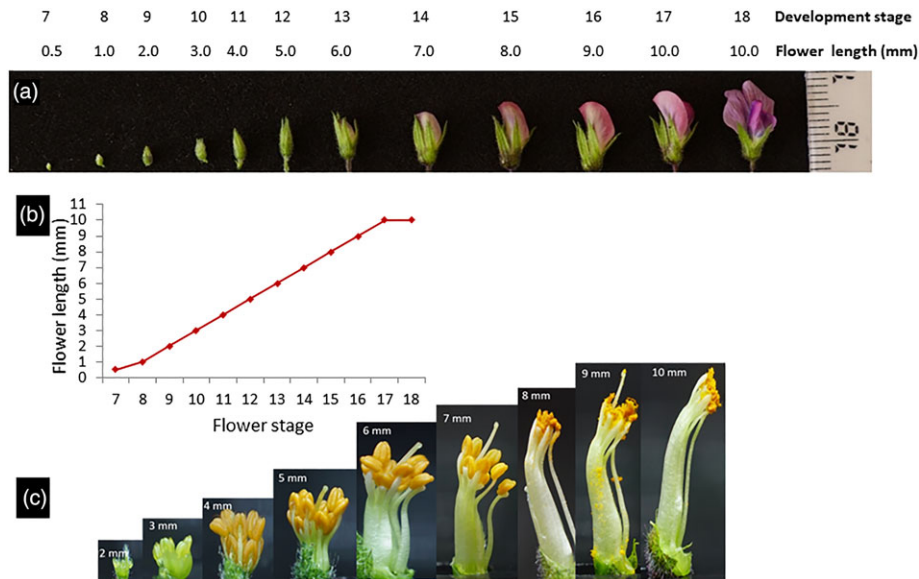 7 8 9 10 11 12 13 14 15 16 17 18 Development stage
0.5 1.0 2.0 3.0 4.0 5.0 6.0 7.0 8.0 9.0 10.0 10.0 Flower length (mm)
(a)
(b)
Flower length (mm)
11
10
9
8
7
6
5
4
3
2
1
0
7 8 9 10 11 12 13 14 15 16 17 18
Flower stage
(c)
2 mm
3 mm
4 mm
5 mm
6 mm
7 mm
8 mm
9 mm
10 mm